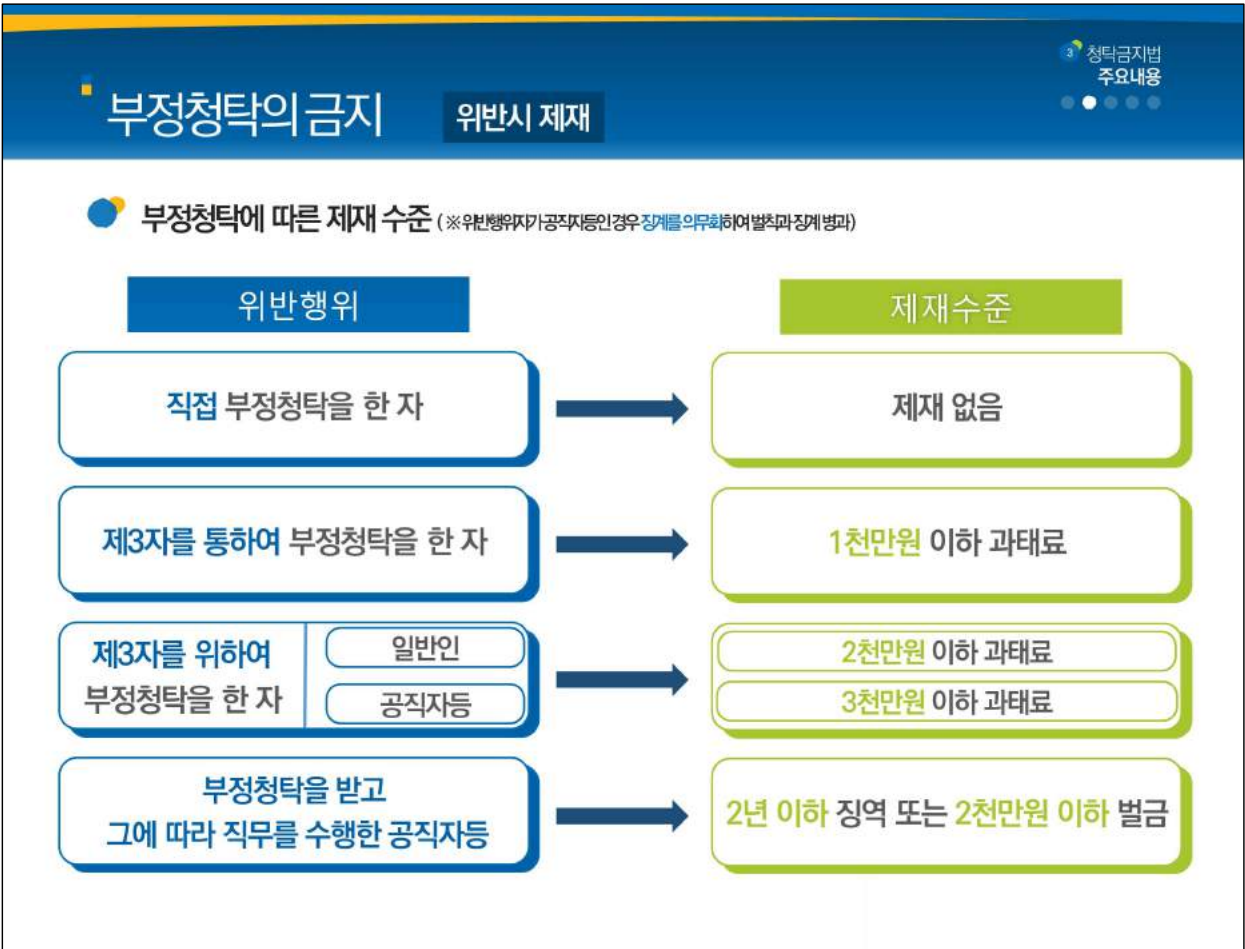 3 청탁금지법
주요내용
부정청탁의 금지 위반시 제재
부정청탁에 따른 제재 수준 (※위반행위자가 공직자등인 경우 징계를 의무화하여 벌칙과 징계 병과)
위반행위 제재수준
직접 부정청탁을 한 자 제재 없음
제3자를 통하여 부정청탁을 한 자 1천만원 이하 과태료
제3자를 위하여
부정청탁을 한 자
일반인 2천만원 이하 과태료
공직자등 3천만원 이하 과태료
부정청탁을 받고
그에 따라 직무를 수행한 공직자등
2년 이하 징역 또는 2천만원 이하 벌금